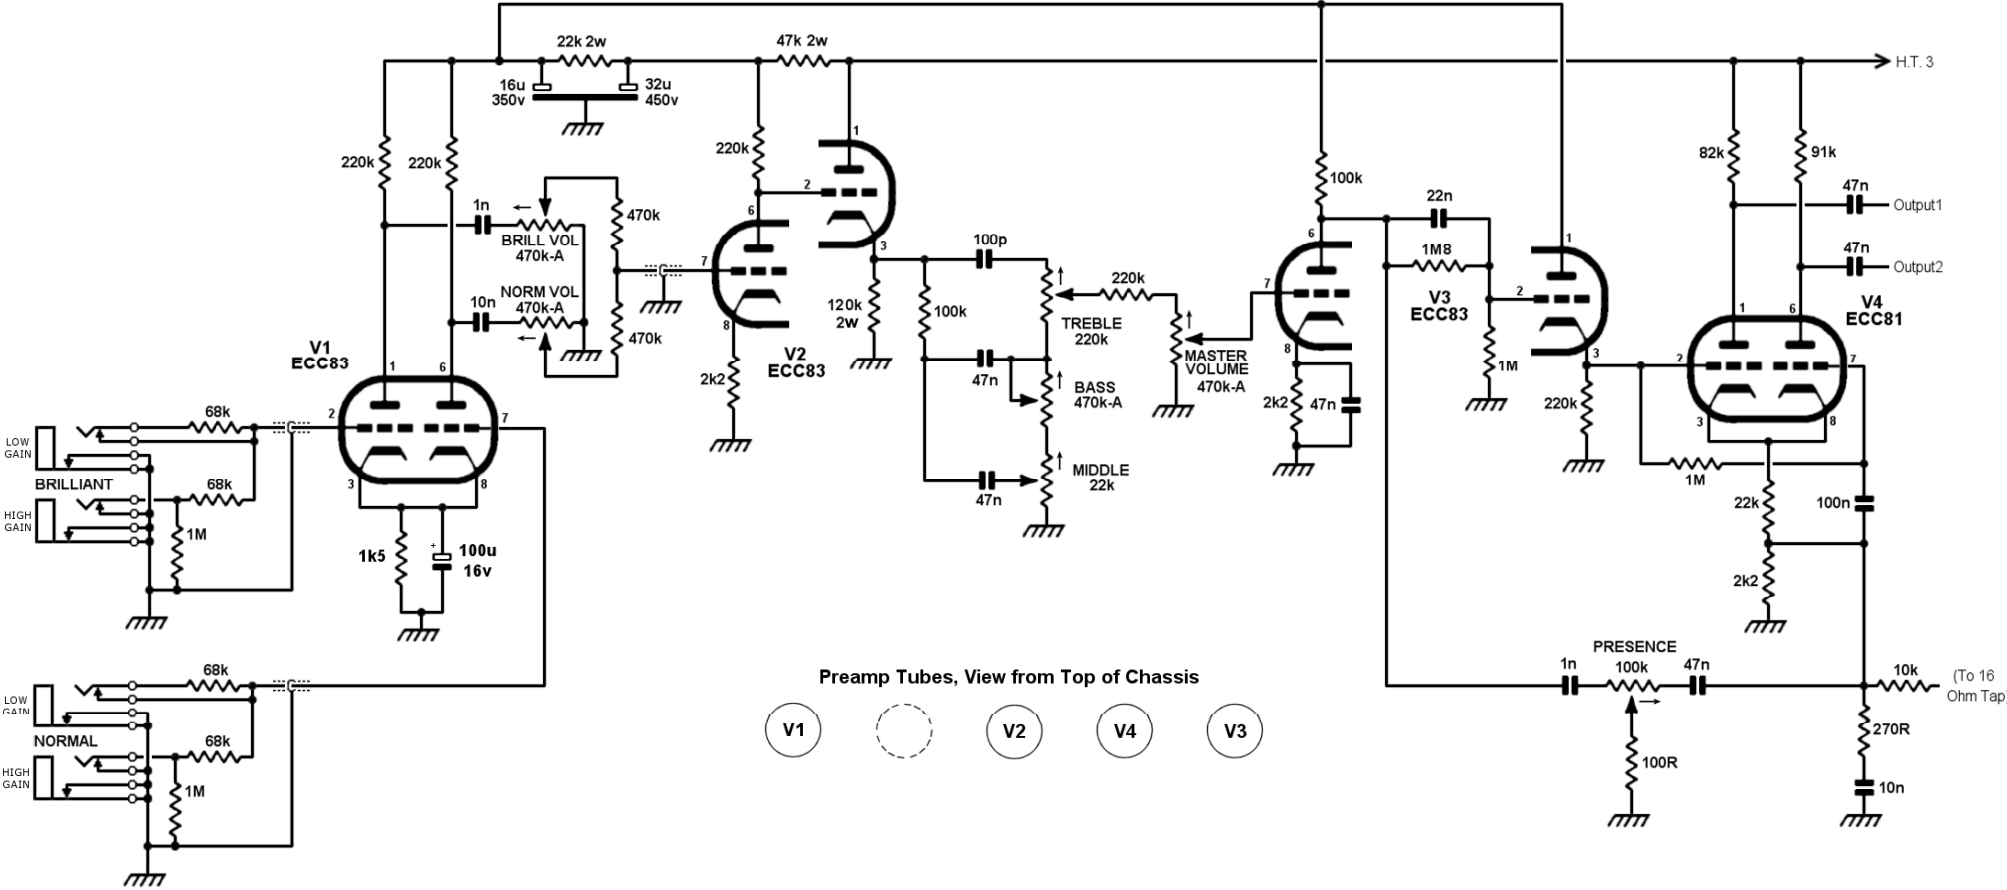 22k 2w
47k 2w
H.T. 3
16u
350v
32u
450v
220k
220k
220k
1
2
6
3
7
8
1n
BRILL VOL
470k-A
NORM VOL
470k-A
10n
470k
470k
V1
ECC83
1
6
2
7
3
8
2k2
V2
ECC83
120k
2w
100k
100p
47n
47n
TREBLE
220k
BASS
470k-A
MIDDLE
22k
220k
MASTER
VOLUME
470k-A
100k
6
7
8
2k2
47n
22n
1M8
V3
ECC83
1
2
3
1M
220k
82k
91k
47n
Output1
47n
Output2
V4
ECC81
1
6
2
7
3
8
1M
22k
100n
2k2
PRESENCE
1n
100k
47n
10k
(To 16
Ohm Tap)
100R
270R
10n
68k
LOW
GAIN
BRILLIANT
68k
HIGH
GAIN
1M
1k5
+
100u
16v
68k
LOW
GAIN
NORMAL
68k
HIGH
GAIN
1M
Preamp Tubes, View from Top of Chassis
V1
V2
V4
V3